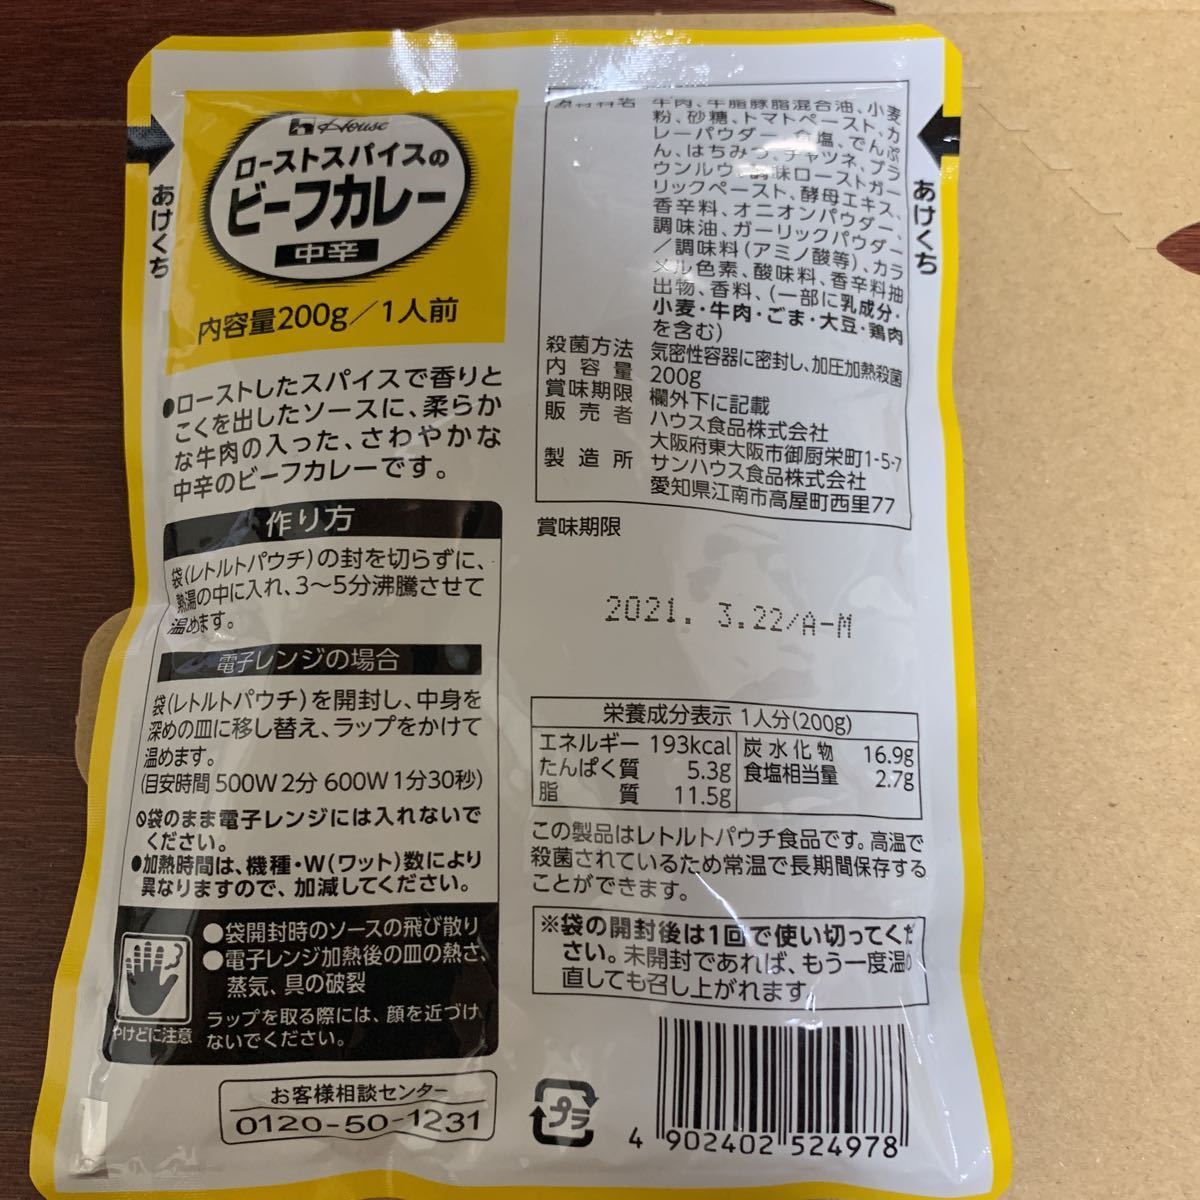 House
ローストスパイスの
ビーフカレー
中辛
内容量200g/1人前
あけくち
●ローストしたスパイスで香りと
こくを出したソースに、柔らか
な牛肉の入った、さわやかな
中辛のビーフカレーです。
作り方
袋(レトルトパウチ)の封を切らずに、
熱湯の中に入れ、3〜5分沸騰させて
温めます。
電子レンジの場合
袋(レトルトパウチ)を開封し、中身を
深めの皿に移し替え、ラップをかけて
温めます。
(目安時間 500W 2分 600W 1分30秒)
袋のまま電子レンジには入れないで
ください。
●加熱時間は、機種・W(ワット)数により
異なりますので、加減してください。
やけどに注意
●袋開封時のソースの飛び散り
●電子レンジ加熱後の皿の熱さ、
蒸気、具の破裂
ラップを取る際には、顔を近づけ
ないでください。
お客様相談センター
0120-50-1231
あけくち
原材料名 牛肉、牛脂豚脂混合油、小麦
粉、砂糖、トマトペースト、カ
レーパウダー、食塩、でんぷ
ん、はちみつ、チャツネ、ブラ
ウンルウ、調味ローストガー
リックペースト、酵母エキス、
香辛料、オニオンパウダー、
調味油、ガーリックパウダー
/調味料(アミノ酸等)、カラ
メル色素、酸味料、香辛料抽
出物、香料、(一部に乳成分・
小麦・牛肉・ごま・大豆・鶏肉
を含む)
殺菌方法 気密性容器に密封し、加圧加熱殺菌
内容量 200g
賞味期限 欄外下に記載
販売者 ハウス食品株式会社
大阪府東大阪市御厨栄町1-5-7
製造所 サンハウス食品株式会社
愛知県江南市高屋町西里77
賞味期限
2021. 3.22/A-M
栄養成分表示 1人分(200g)
エネルギー 193kcal 炭水化物 16.9g
たんぱく質 5.3g 食塩相当量 2.7g
脂質 11.5g
この製品はレトルトパウチ食品です。高温で
殺菌されているため常温で長期間保存する
ことができます。
※袋の開封後は1回で使い切ってくだ
さい。未開封であれば、もう一度温め
直しても召し上がれます。
プラ
4 902402 524978